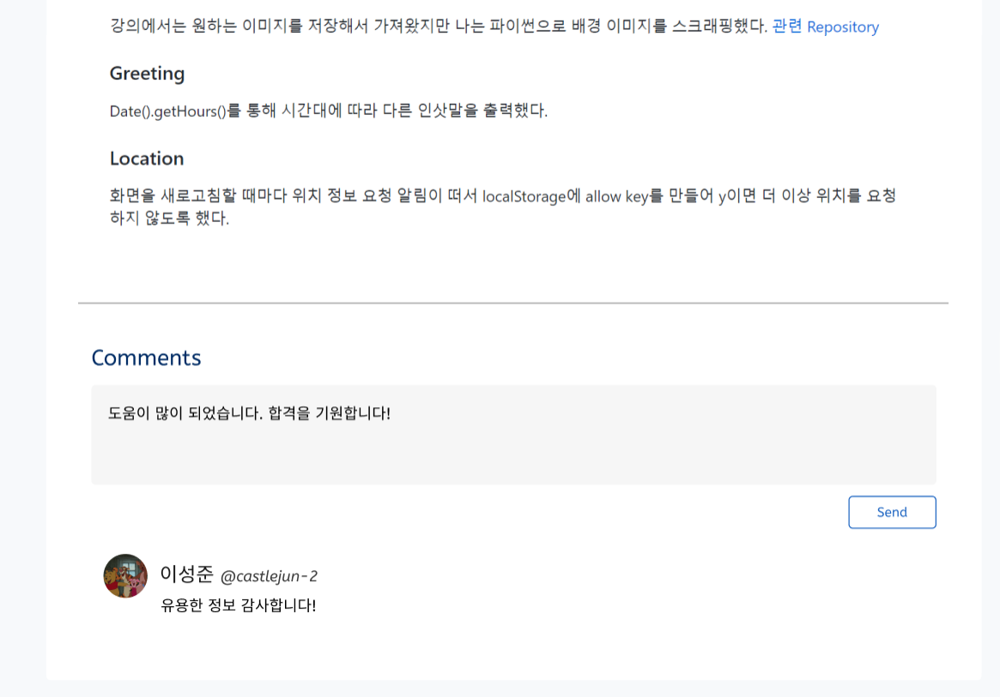 강의에서는 원하는 이미지를 저장해서 가져왔지만 나는 파이썬으로 배경 이미지를 스크래핑했다. 관련 Repository
Greeting
Date().getHours()를 통해 시간대에 따라 다른 인삿말을 출력했다.
Location
화면을 새로고침할 때마다 위치 정보 요청 알림이 떠서 localStorage에 allow key를 만들어 y이면 더 이상 위치를 요청
하지 않도록 했다.
Comments
도움이 많이 되었습니다. 합격을 기원합니다!
Send
이성준 @castlejun-2
유용한 정보 감사합니다!